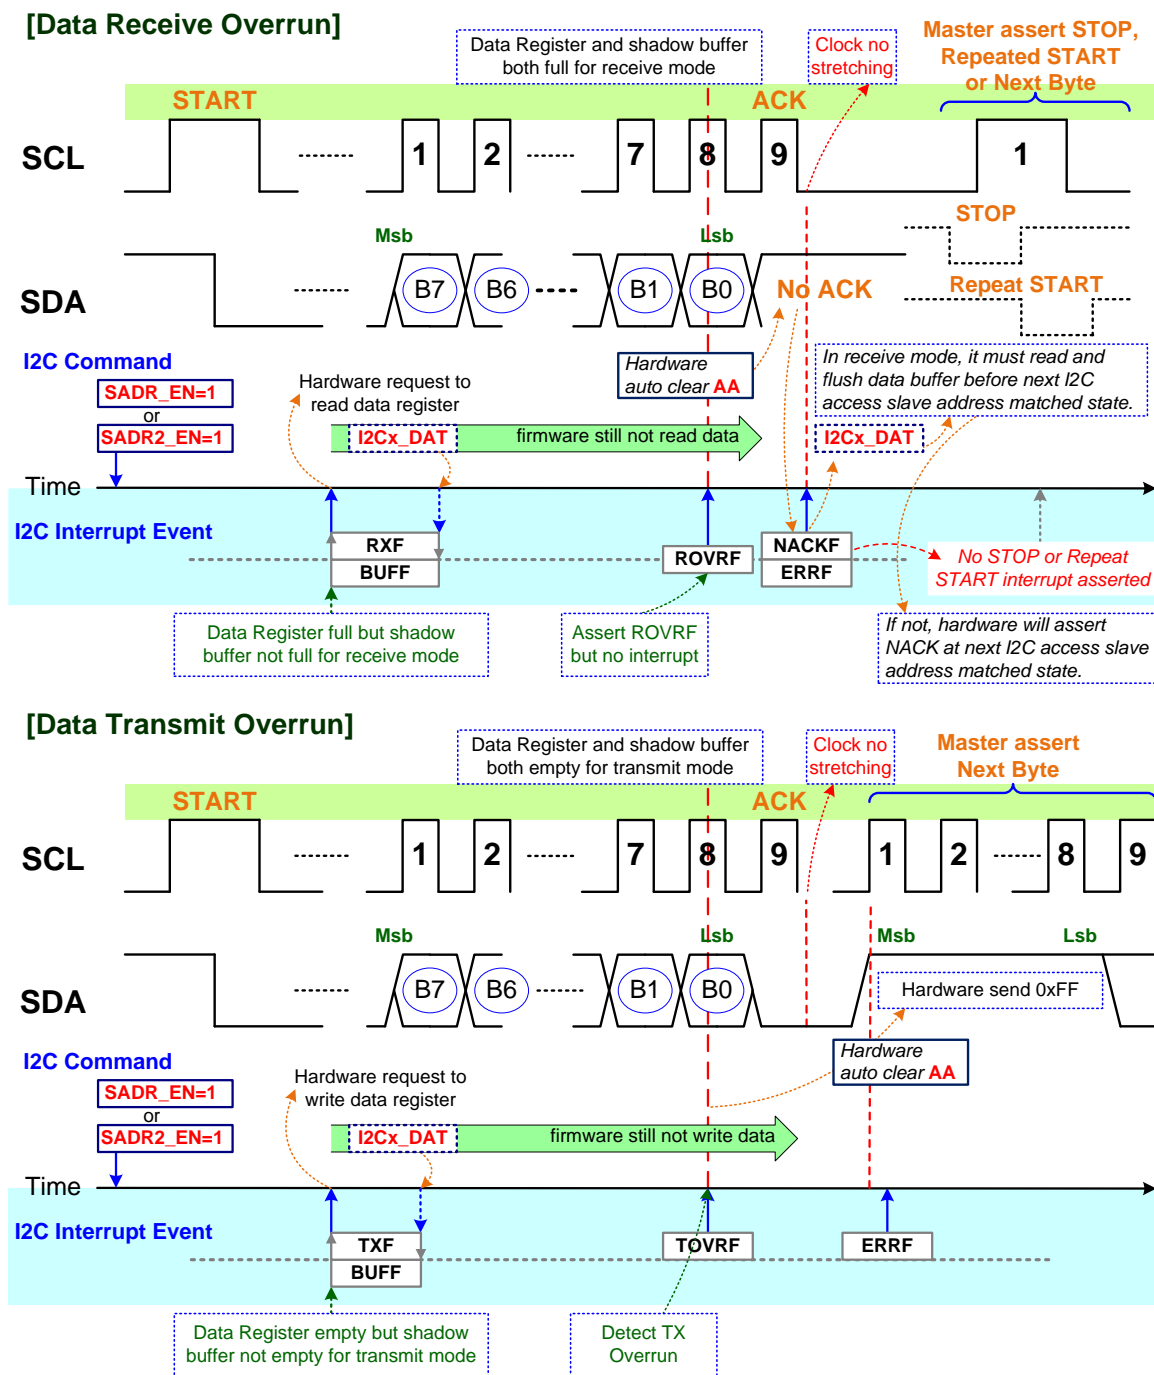 [Data Receive Overrun]
Data Register and shadow buffer
both full for receive mode
Clock no
stretching
Master assert STOP,
Repeated START
or Next Byte
START
ACK
SCL
1
2
7
8
9
1
STOP
Msb
Lsb
SDA
B7
B6
B1
B0
No ACK
Repeat START
I2C Command
SADR_EN=1
or
SADR2_EN=1
Hardware request to
read data register
Hardware
auto clear AA
In receive mode, it must read and
flush data buffer before next I2C
access slave address matched state.
I2Cx_DAT
firmware still not read data
I2Cx_DAT
Time
I2C Interrupt Event
RXF
BUFF
ROVRF
NACKF
ERRF
No STOP or Repeat
START interrupt asserted
Data Register full but shadow
buffer not full for receive mode
Assert ROVRF
but no interrupt
If not, hardware will assert
NACK at next I2C access slave
address matched state.
[Data Transmit Overrun]
Data Register and shadow buffer
both empty for transmit mode
Clock no
stretching
Master assert
Next Byte
START
ACK
SCL
1
2
7
8
9
1
2
8
9
Msb
Lsb
Msb
Lsb
SDA
B7
B6
B1
B0
Hardware send 0xFF
I2C Command
SADR_EN=1
or
SADR2_EN=1
Hardware request to
write data register
Hardware
auto clear AA
I2Cx_DAT
firmware still not write data
Time
I2C Interrupt Event
TXF
BUFF
TOVRF
ERRF
Data Register empty but shadow
buffer not empty for transmit mode
Detect TX
Overrun